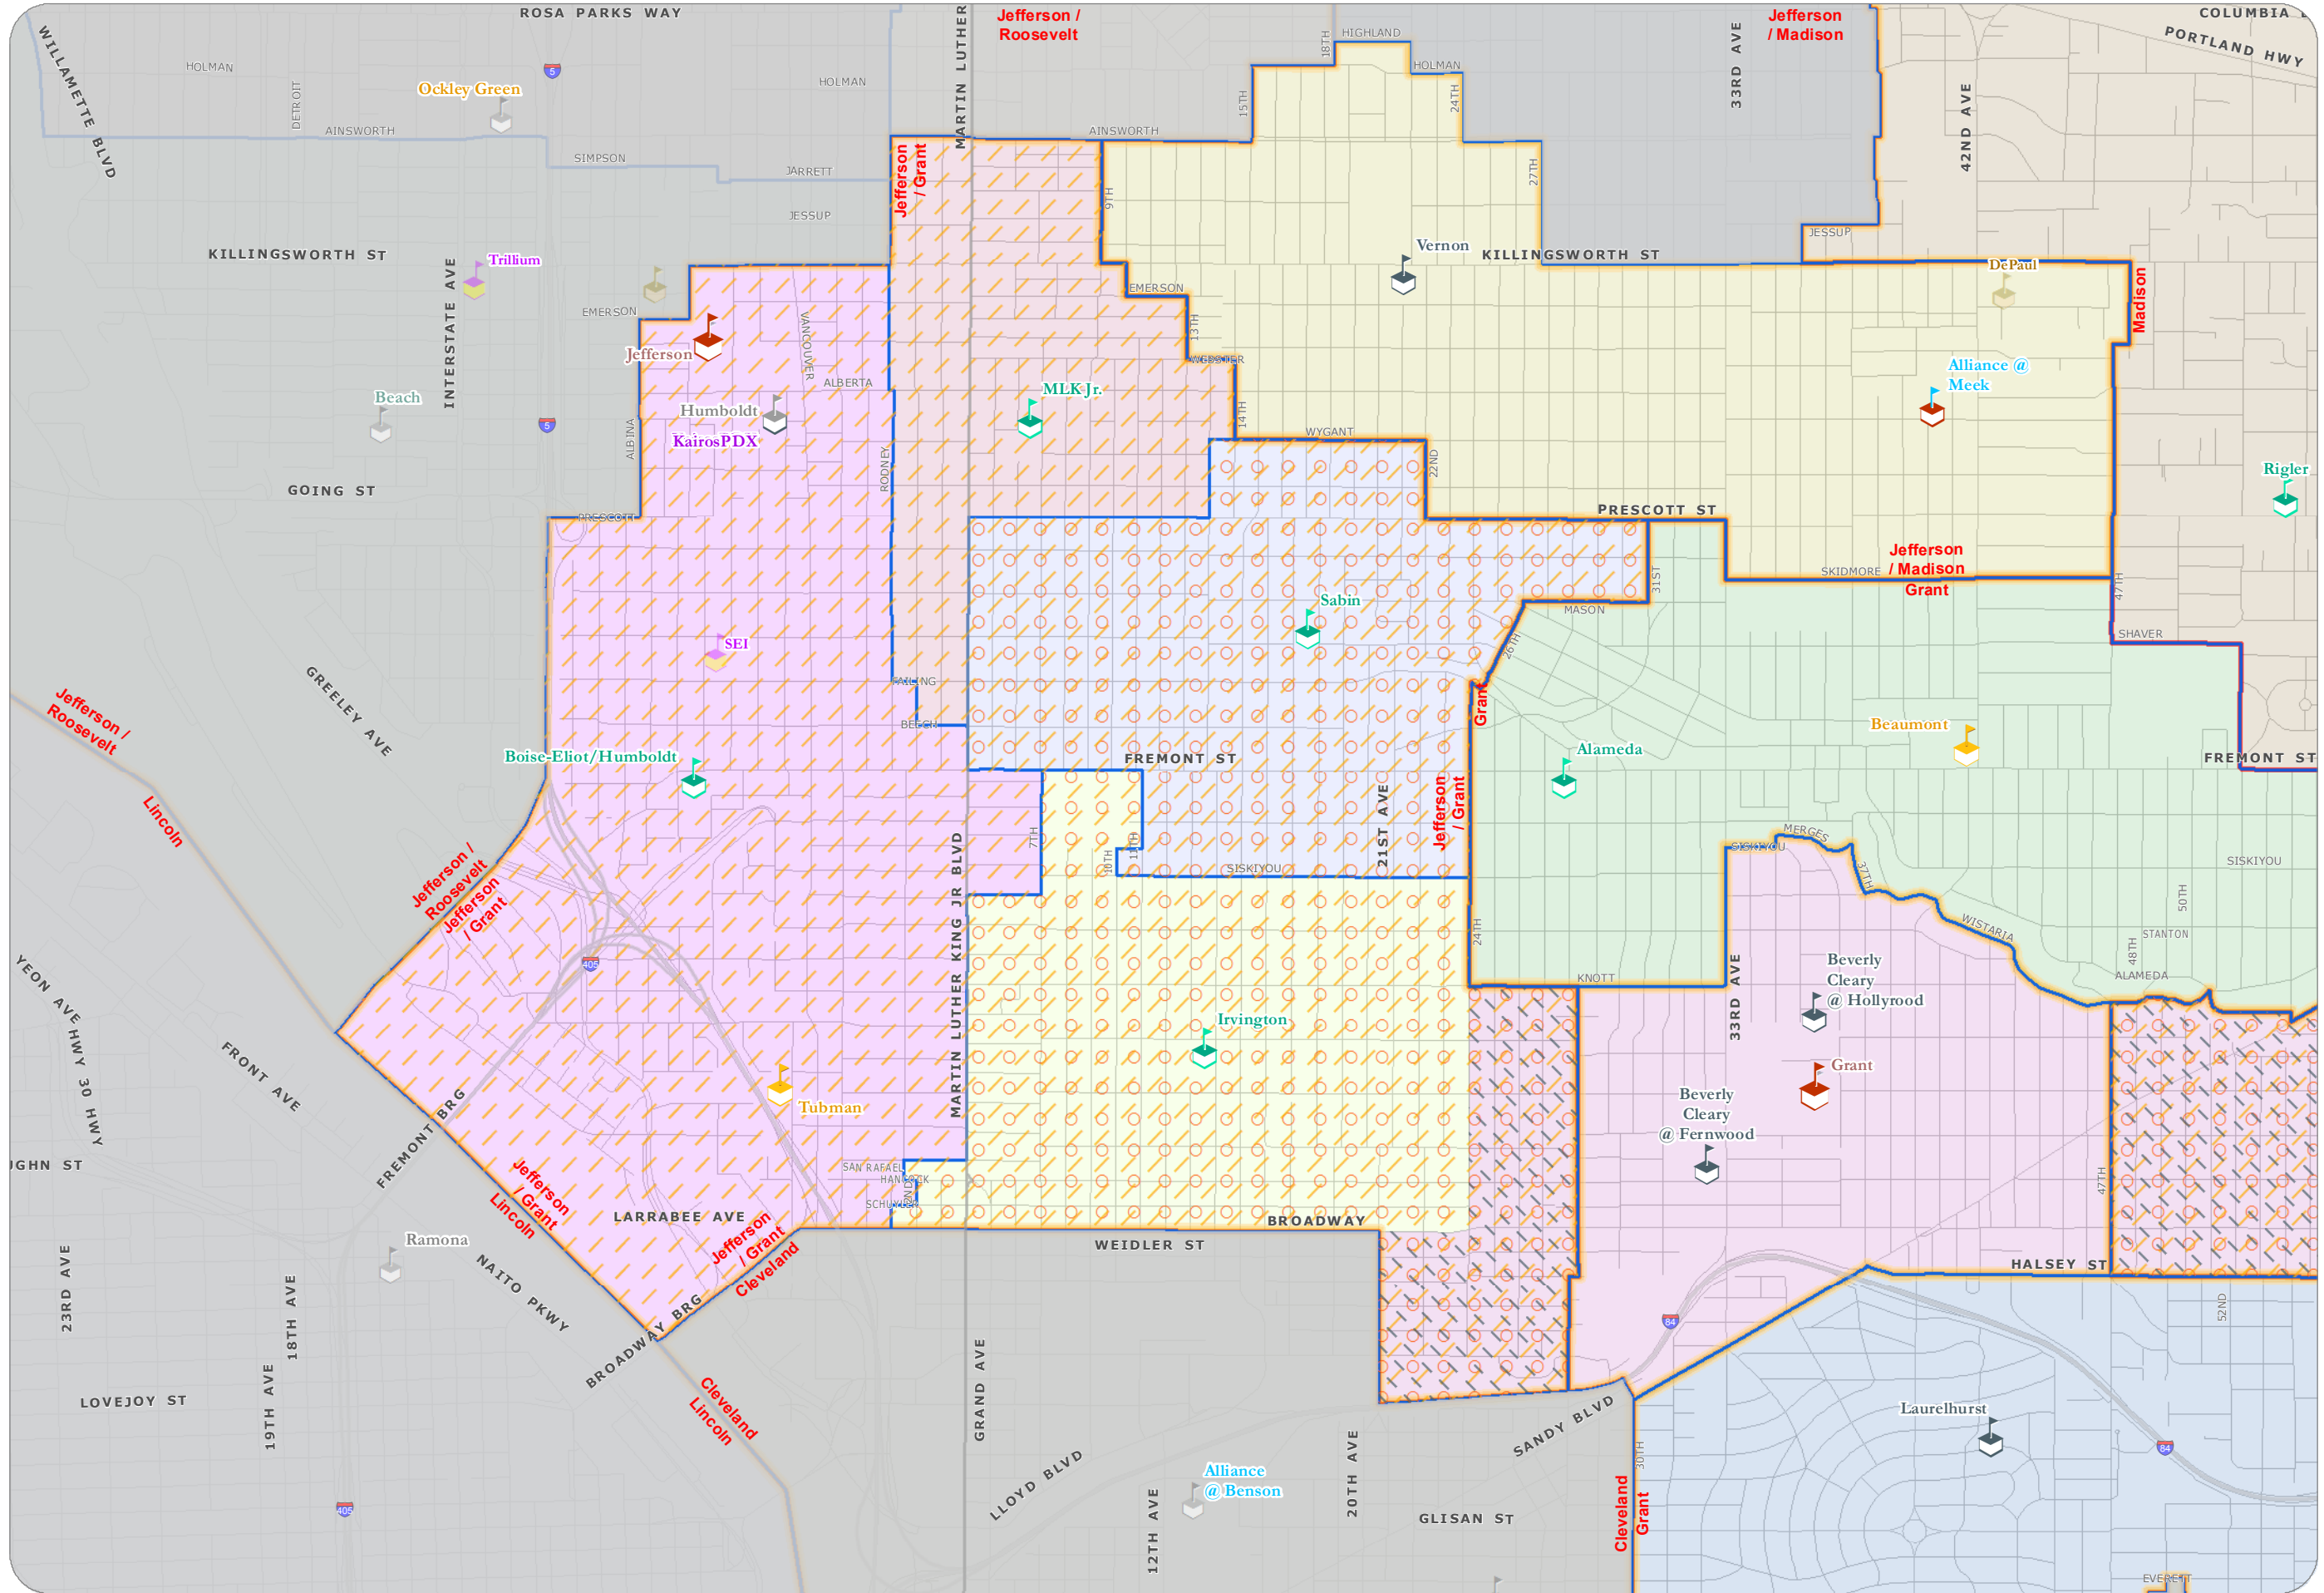 ROSA PARKS WAY
MARTIN LUTHER
Jefferson /
Roosevelt
18TH
HIGHLAND
33RD AVE
Jefferson
/ Madison
PORTLAND HWY
WILLAMETTE BLVD
HOLMAN
5
DETROIT
HOLMAN
HOLMAN
15TH
24TH
42ND AVE
Ockley Green
AINSWORTH
AINSWORTH
SIMPSON
JARRETT
Jefferson
/ Grant
9TH
27TH
JESSUP
JESSUP
KILLINGSWORTH ST
KILLINGSWORTH ST
Vernon
Trillium
INTERSTATE AVE
EMERSON
EMERSON
DePaul
Madison
VANCOUVER
13TH
Jefferson
WEBSTER
ALBERTA
MLK Jr.
Alliance @
Meek
Beach
Humboldt
KairosPDX
14TH
5
ALBINA
RODNEY
WYGANT
22ND
Rigler
GOING ST
PRESCOTT
PRESCOTT ST
Jefferson
/ Madison
Grant
SKIDMORE
31ST
47TH
Sabin
MASON
SHAVER
SEI
26TH
FAILING
Grant
GREELEY AVE
BEECH
Jefferson /
Roosevelt
Lincoln
Boise-Eliot/Humboldt
FREMONT ST
Alameda
Beaumont
FREMONT ST
7TH
10TH
11TH
21ST AVE
Jefferson
/ Grant
SISKIYOU
SISKIYOU
MERGES
37TH
SISKIYOU
50TH
Jefferson /
Roosevelt
Jefferson
/ Grant
MARTIN LUTHER KING JR BLVD
24TH
WISTARIA
STANTON
48TH
ALAMEDA
405
KNOTT
33RD AVE
Beverly
Cleary
@ Hollyrood
YEON AVE
HWY 30 HWY
FRONT AVE
Irvington
Grant
Tubman
Beverly
Cleary
@ Fernwood
FREMONT BRG
UGHN ST
SAN RAFAEL
HANCOCK
2ND
SCHUYLER
47TH
Jefferson
/ Grant
Lincoln
LARRABEE AVE
Jefferson
/ Grant
Cleveland
BROADWAY
WEIDLER ST
HALSEY ST
Ramona
23RD AVE
18TH AVE
NAITO PKWY
BROADWAY BRG
84
52ND
19TH AVE
LOVEJOY ST
Cleveland
Lincoln
GRAND AVE
SANDY BLVD
Laurelhurst
84
30TH
LLOYD BLVD
Alliance
@ Benson
12TH AVE
20TH AVE
GLISAN ST
Cleveland
Grant
405
EVERETT